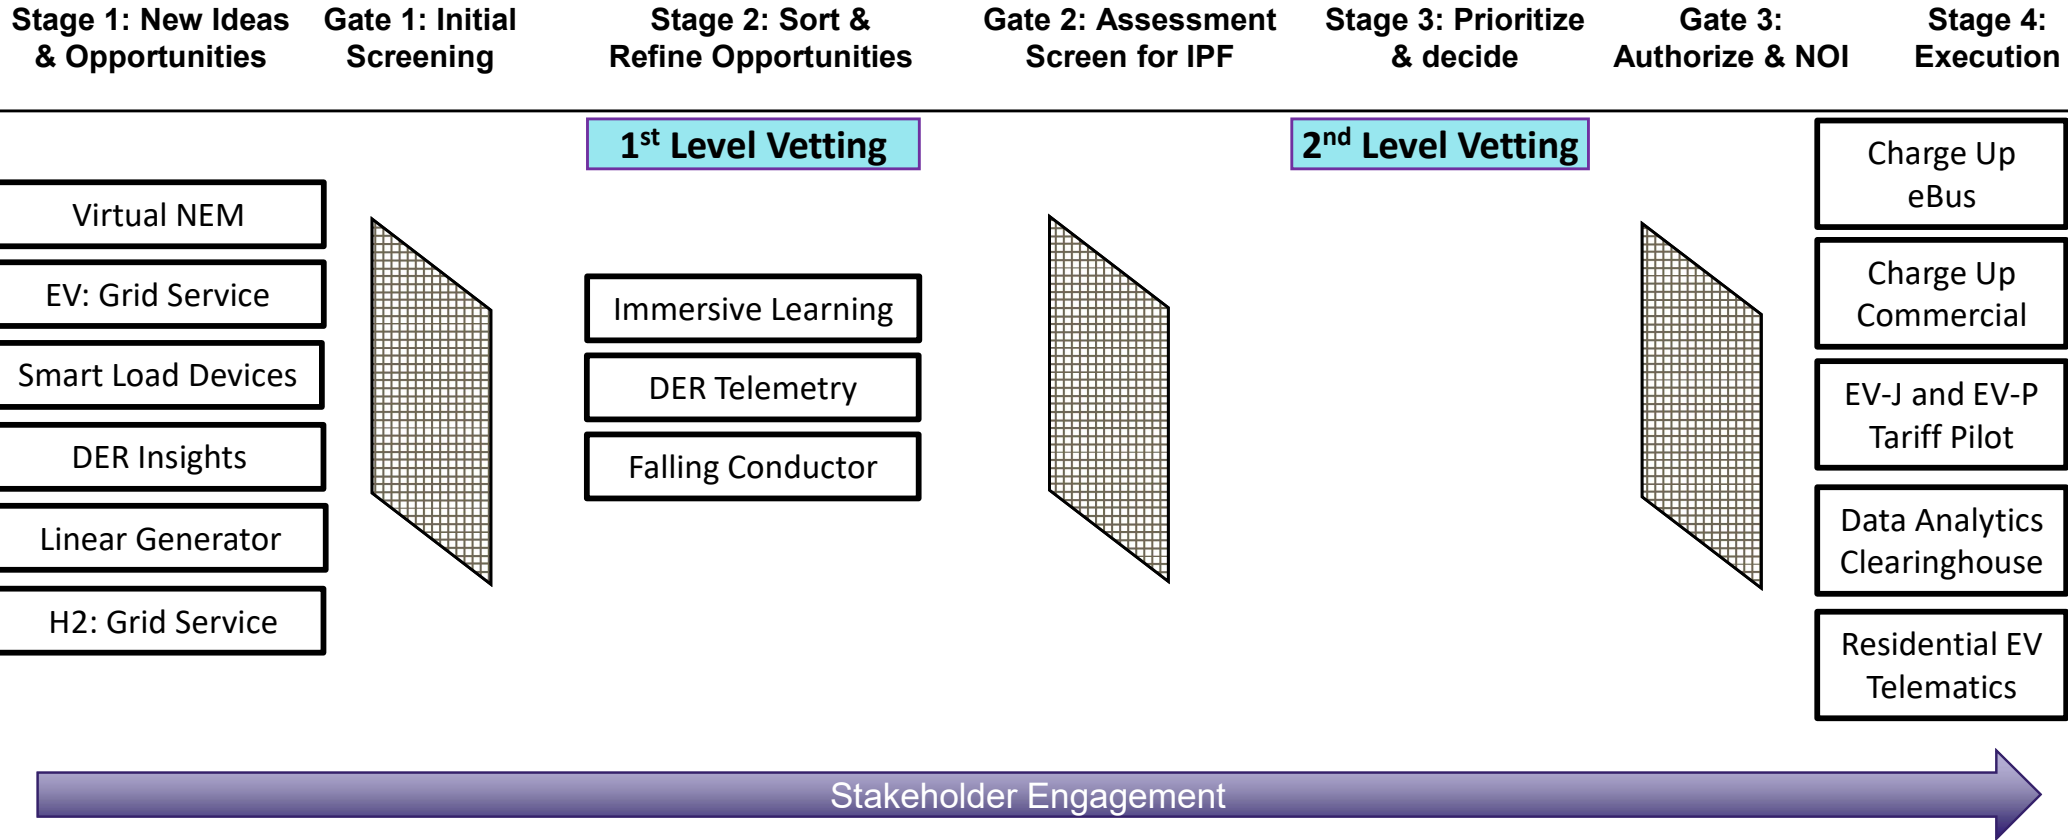 Stage 1: New Ideas
& Opportunities
Gate 1: Initial
Screening
Stage 2: Sort &
Refine Opportunities
Gate 2: Assessment
Screen for IPF
Stage 3: Prioritize
& decide
Gate 3:
Authorize & NOI
Stage 4:
Execution
Virtual NEM
EV: Grid Service
Smart Load Devices
DER Insights
Linear Generator
H2: Grid Service
1st Level Vetting
Immersive Learning
DER Telemetry
Falling Conductor
2nd Level Vetting
Charge Up
eBus
Charge Up
Commercial
EV-J and EV-P
Tariff Pilot
Data Analytics
Clearinghouse
Residential EV
Telematics
Stakeholder Engagement